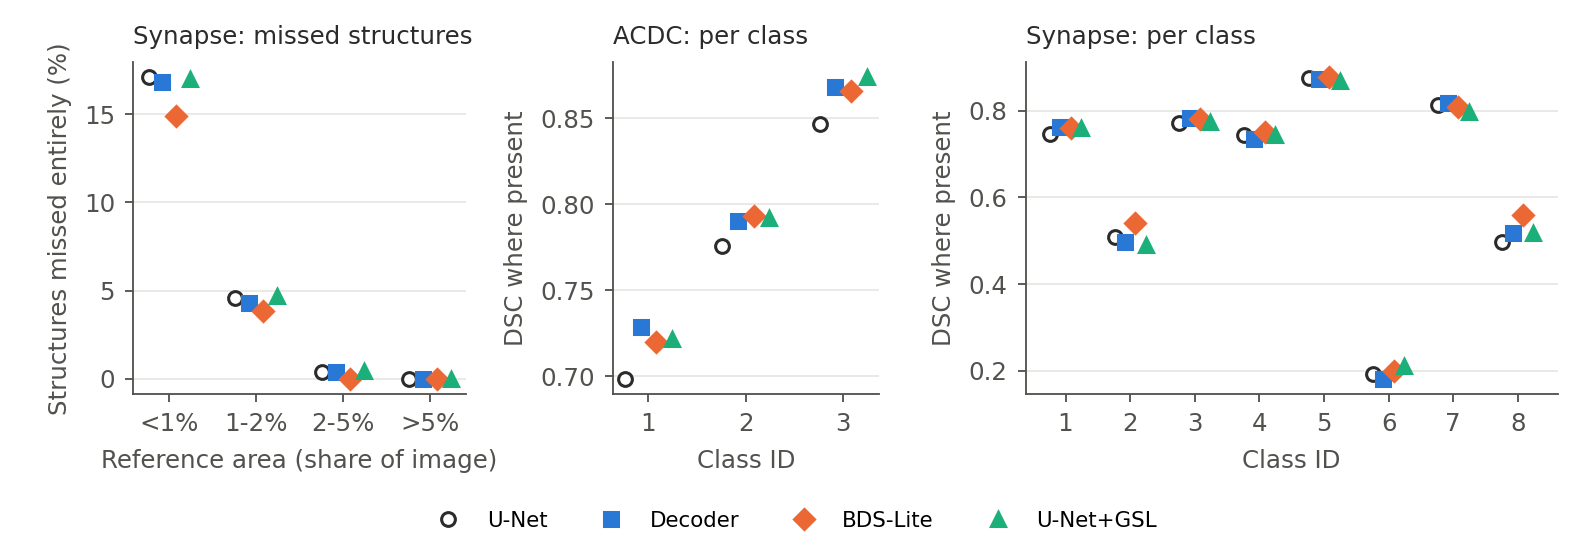 Synapse: missed structures
Structures missed entirely (%)
15
10
5
0
<1%
1-2%
2-5%
>5%
Reference area (share of image)
ACDC: per class
DSC where present
0.85
0.80
0.75
0.70
1
2
3
Class ID
Synapse: per class
DSC where present
0.8
0.6
0.4
0.2
1
2
3
4
5
6
7
8
Class ID
U-Net
Decoder
BDS-Lite
U-Net+GSL